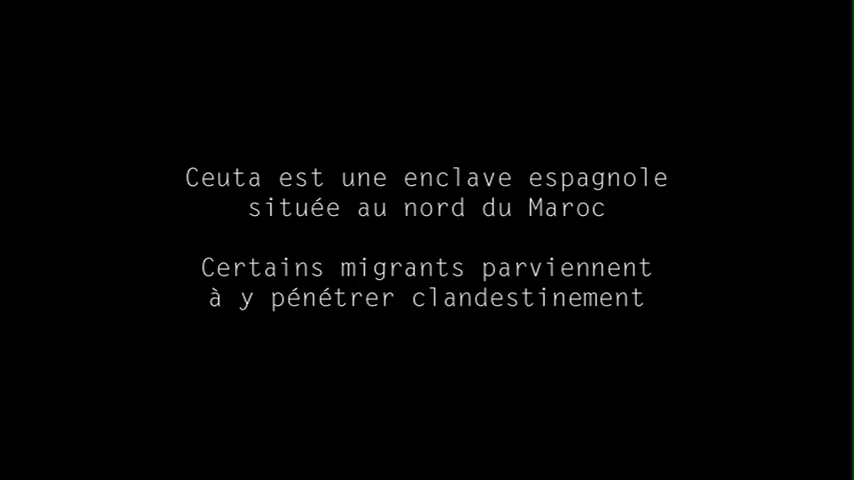 Ceuta est une enclave espagnole
située au nord du Maroc
Certains migrants parviennent
à y pénétrer clandestinement